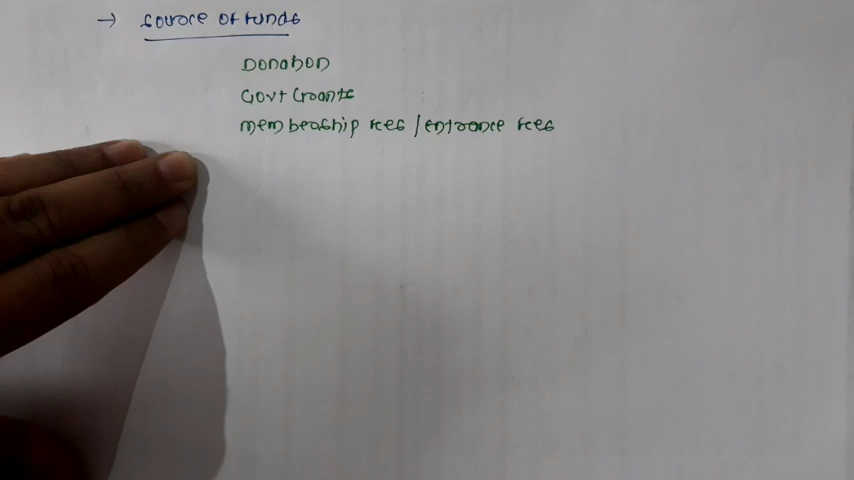 → source of funds
Donation
Govt Grants
membership fees / entrance fees